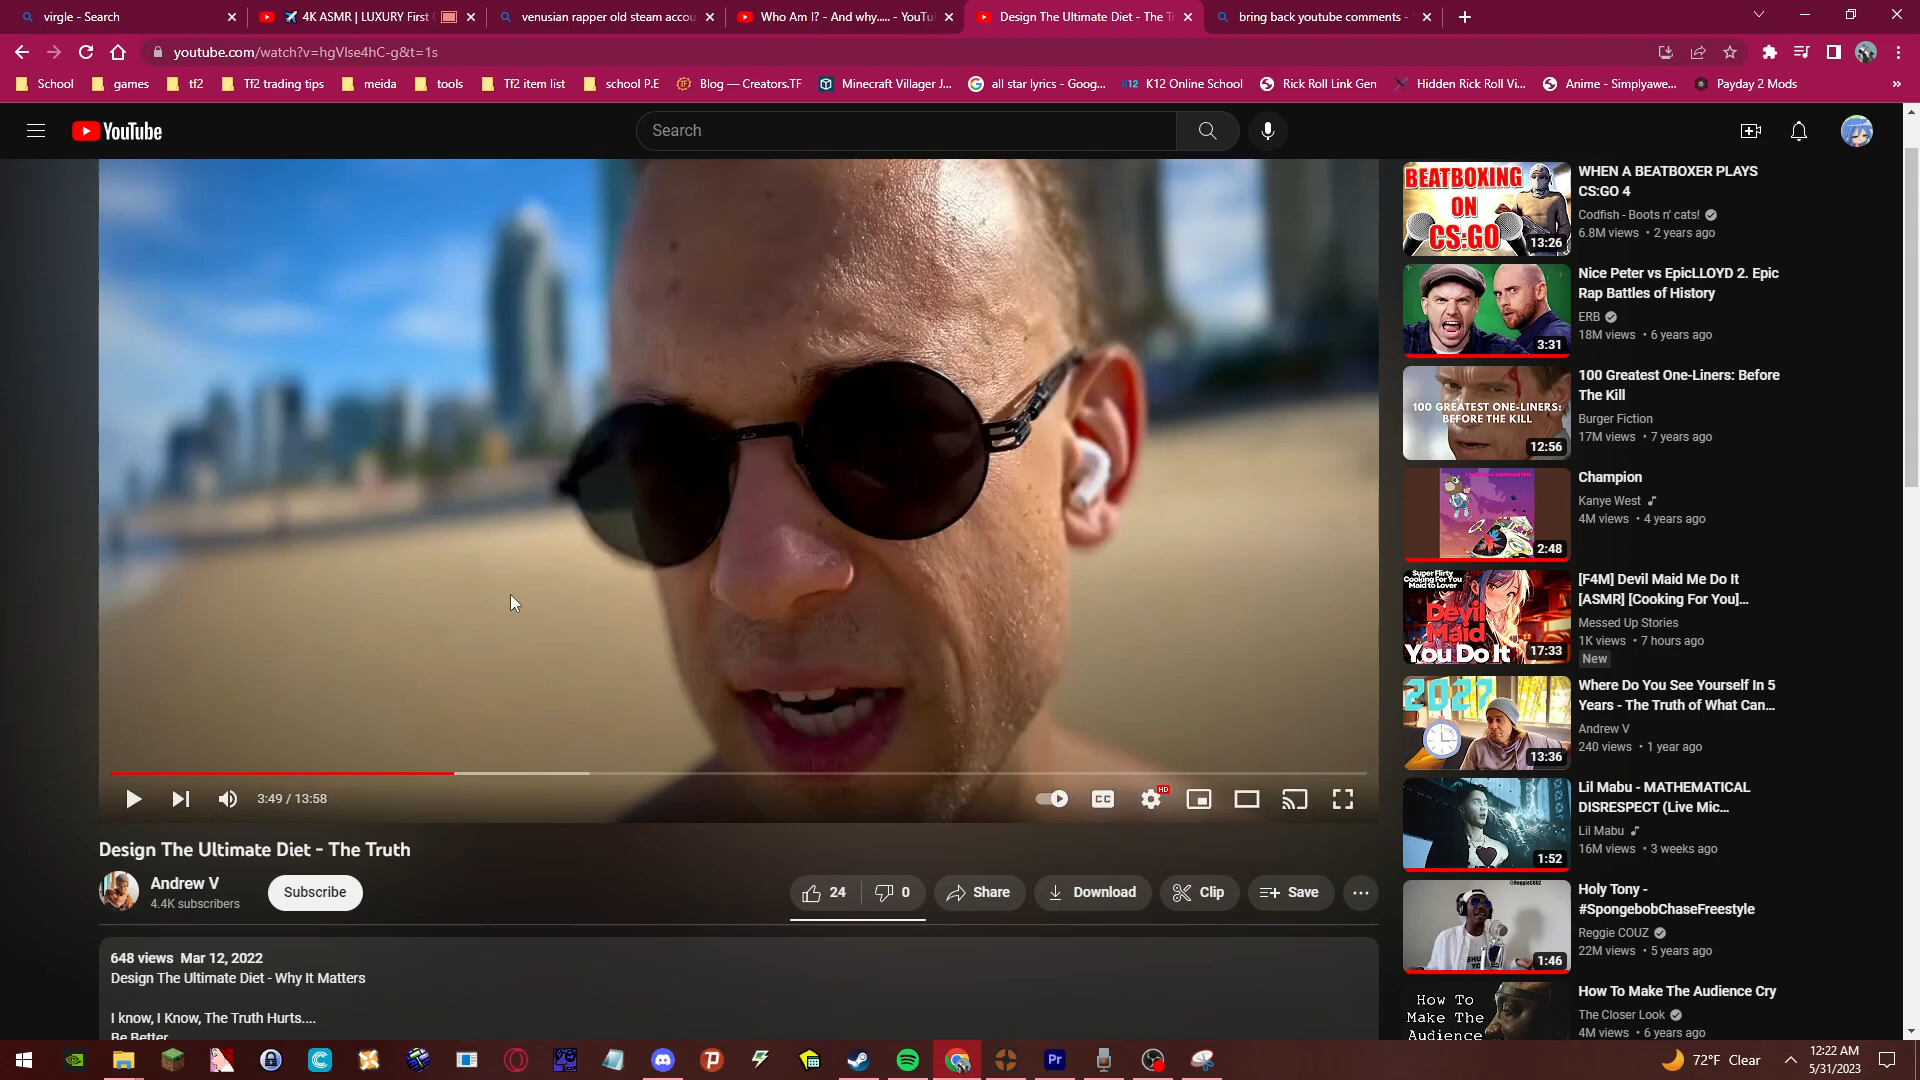 virgle - Search
4K ASMR | LUXURY First
venusian rapper old steam accou
Who Am I? - And why..... - YouTu
Design The Ultimate Diet - The T
bring back youtube comments -
youtube.com/watch?v=hgVlse4hC-g&t=1s
School
games
tf2
Tf2 trading tips
meida
tools
Tf2 item list
school P.E
Blog — Creators.TF
Minecraft Villager J...
all star lyrics - Goog...
K12 Online School
Rick Roll Link Gen
Hidden Rick Roll Vi...
Anime - Simplyawe...
Payday 2 Mods
YouTube
Search
BEATBOXING
ON
CS:GO
13:26
WHEN A BEATBOXER PLAYS
CS:GO 4
Codfish - Boots n' cats!
6.8M views • 2 years ago
3:31
Nice Peter vs EpicLLOYD 2. Epic
Rap Battles of History
ERB
18M views • 6 years ago
100 GREATEST ONE-LINERS:
BEFORE THE KILL
12:56
100 Greatest One-Liners: Before
The Kill
Burger Fiction
17M views • 7 years ago
2:48
Champion
Kanye West
4M views • 4 years ago
Super Flirty
Cooking For You
Maid to Lover
Devil
Maid
You Do It
17:33
[F4M] Devil Maid Me Do It
[ASMR] [Cooking For You]...
Messed Up Stories
1K views • 7 hours ago
New
2027
13:36
Where Do You See Yourself In 5
Years - The Truth of What Can...
Andrew V
240 views • 1 year ago
1:52
Lil Mabu - MATHEMATICAL
DISRESPECT (Live Mic...
Lil Mabu
16M views • 3 weeks ago
@ReggieCOUZ
1:46
Holy Tony -
#SpongebobChaseFreestyle
Reggie COUZ
22M views • 5 years ago
How To
Make The
Audience
How To Make The Audience Cry
The Closer Look
4M views • 6 years ago
3:49 / 13:58
CC
HD
Design The Ultimate Diet - The Truth
Andrew V
4.4K subscribers
Subscribe
24
0
Share
Download
Clip
Save
648 views Mar 12, 2022
Design The Ultimate Diet - Why It Matters
I know, I Know, The Truth Hurts....
Be Better
Pr
72°F Clear
12:22 AM
5/31/2023